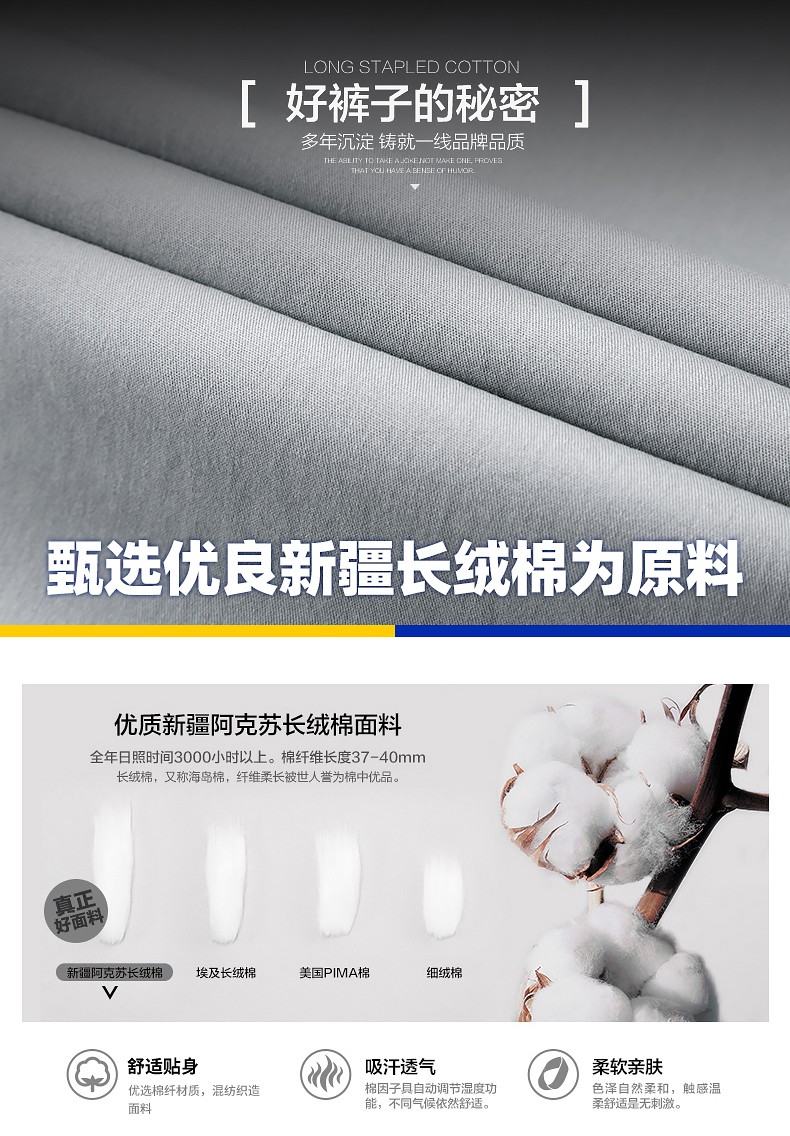 LONG STAPLED COTTON
[ 好裤子的秘密 ]
多年沉淀 铸就一线品牌品质
THE ABILITY TO TAKE A JOKE,NOT MAKE ONE, PROVES
THAT YOU HAVE A SENSE OF HUMOR.
甄选优良新疆长绒棉为原料
优质新疆阿克苏长绒棉面料
全年日照时间3000小时以上。棉纤维长度37-40mm
长绒棉，又称海岛棉，纤维柔长被世人誉为棉中优品。
真正
好面料
新疆阿克苏长绒棉
埃及长绒棉
美国PIMA棉
细绒棉
舒适贴身
优选棉纤材质，混纺织造
面料
吸汗透气
棉因子具自动调节湿度功
能，不同气候依然舒适。
柔软亲肤
色泽自然柔和，触感温
柔舒适是无刺激。